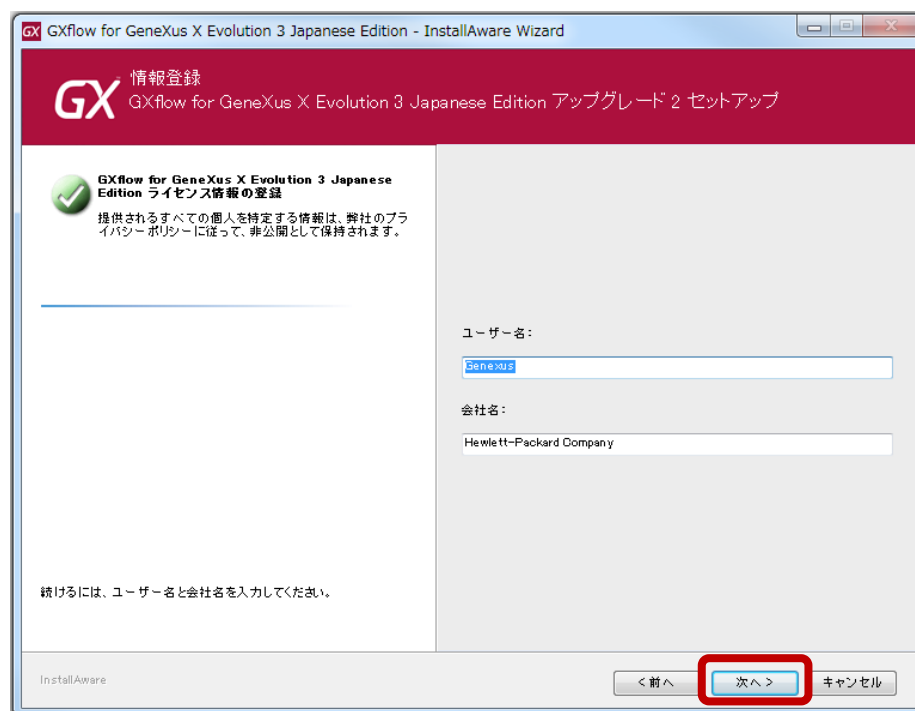 GX GXflow for GeneXus X Evolution 3 Japanese Edition - InstallAware Wizard
GX
情報登録
GXflow for GeneXus X Evolution 3 Japanese Edition アップグレード 2 セットアップ
GXflow for GeneXus X Evolution 3 Japanese
Edition ライセンス情報の登録
提供されるすべての個人を特定する情報は、弊社のプラ
イバシーポリシーに従って、非公開として保持されます。
ユーザー名:
Genexus
会社名:
Hewlett-Packard Company
続けるには、ユーザー名と会社名を入力してください。
InstallAware
<前へ
次へ>
キャンセル